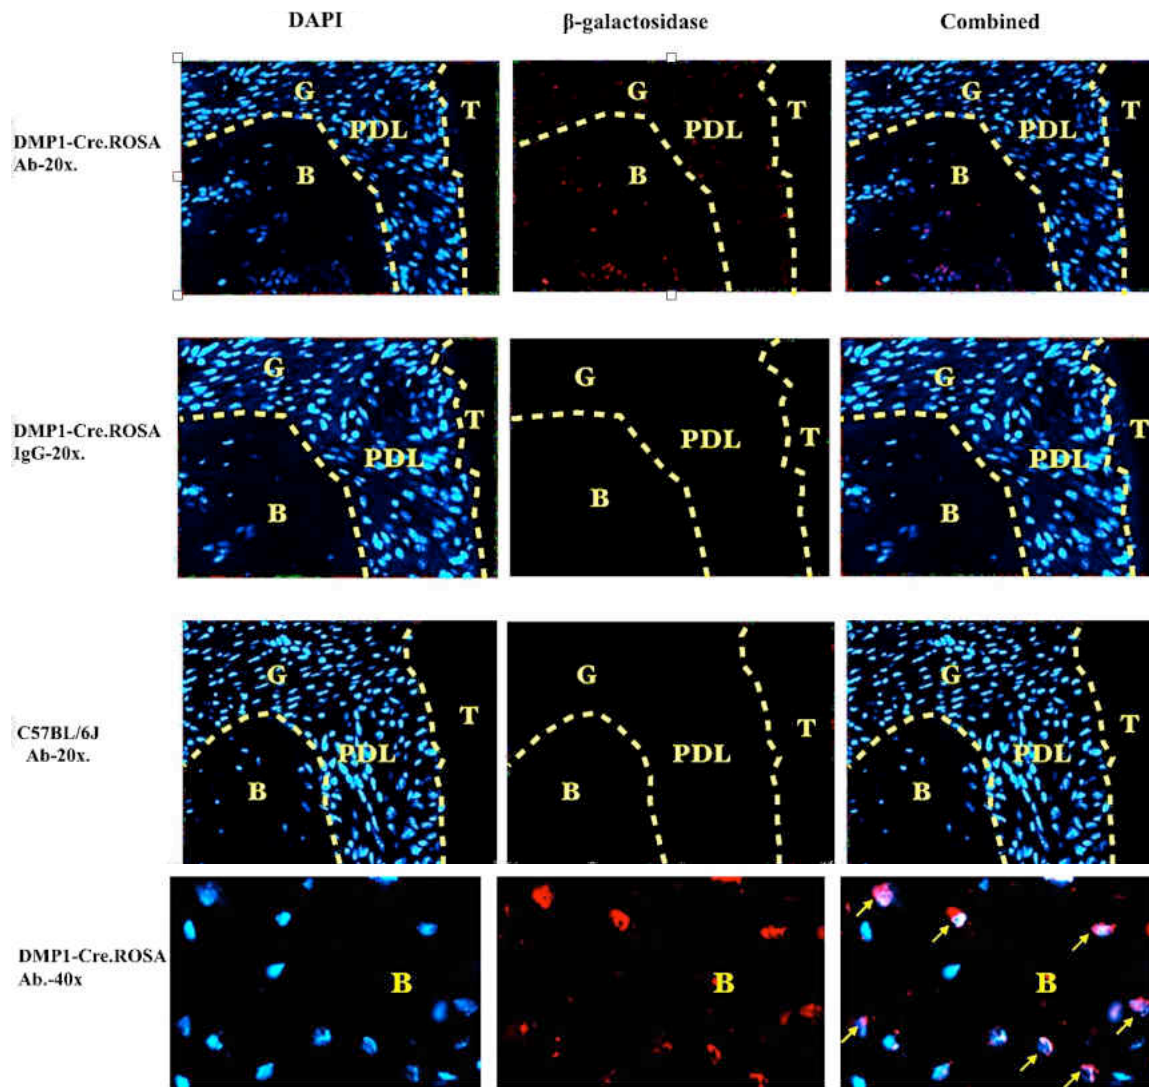 DAPI β-galactosidase Combined
G T G T G T
DMP1-Cre.ROSA PDL PDL PDL
Ab-20x. B B B
G G G
DMP1-Cre.ROSA T T T
IgG-20x. PDL PDL PDL
B B B
G G G
C57BL/6J T T T
Ab-20x. PDL PDL PDL
B B B
DMP1-Cre.ROSA
Ab.-40x B B B